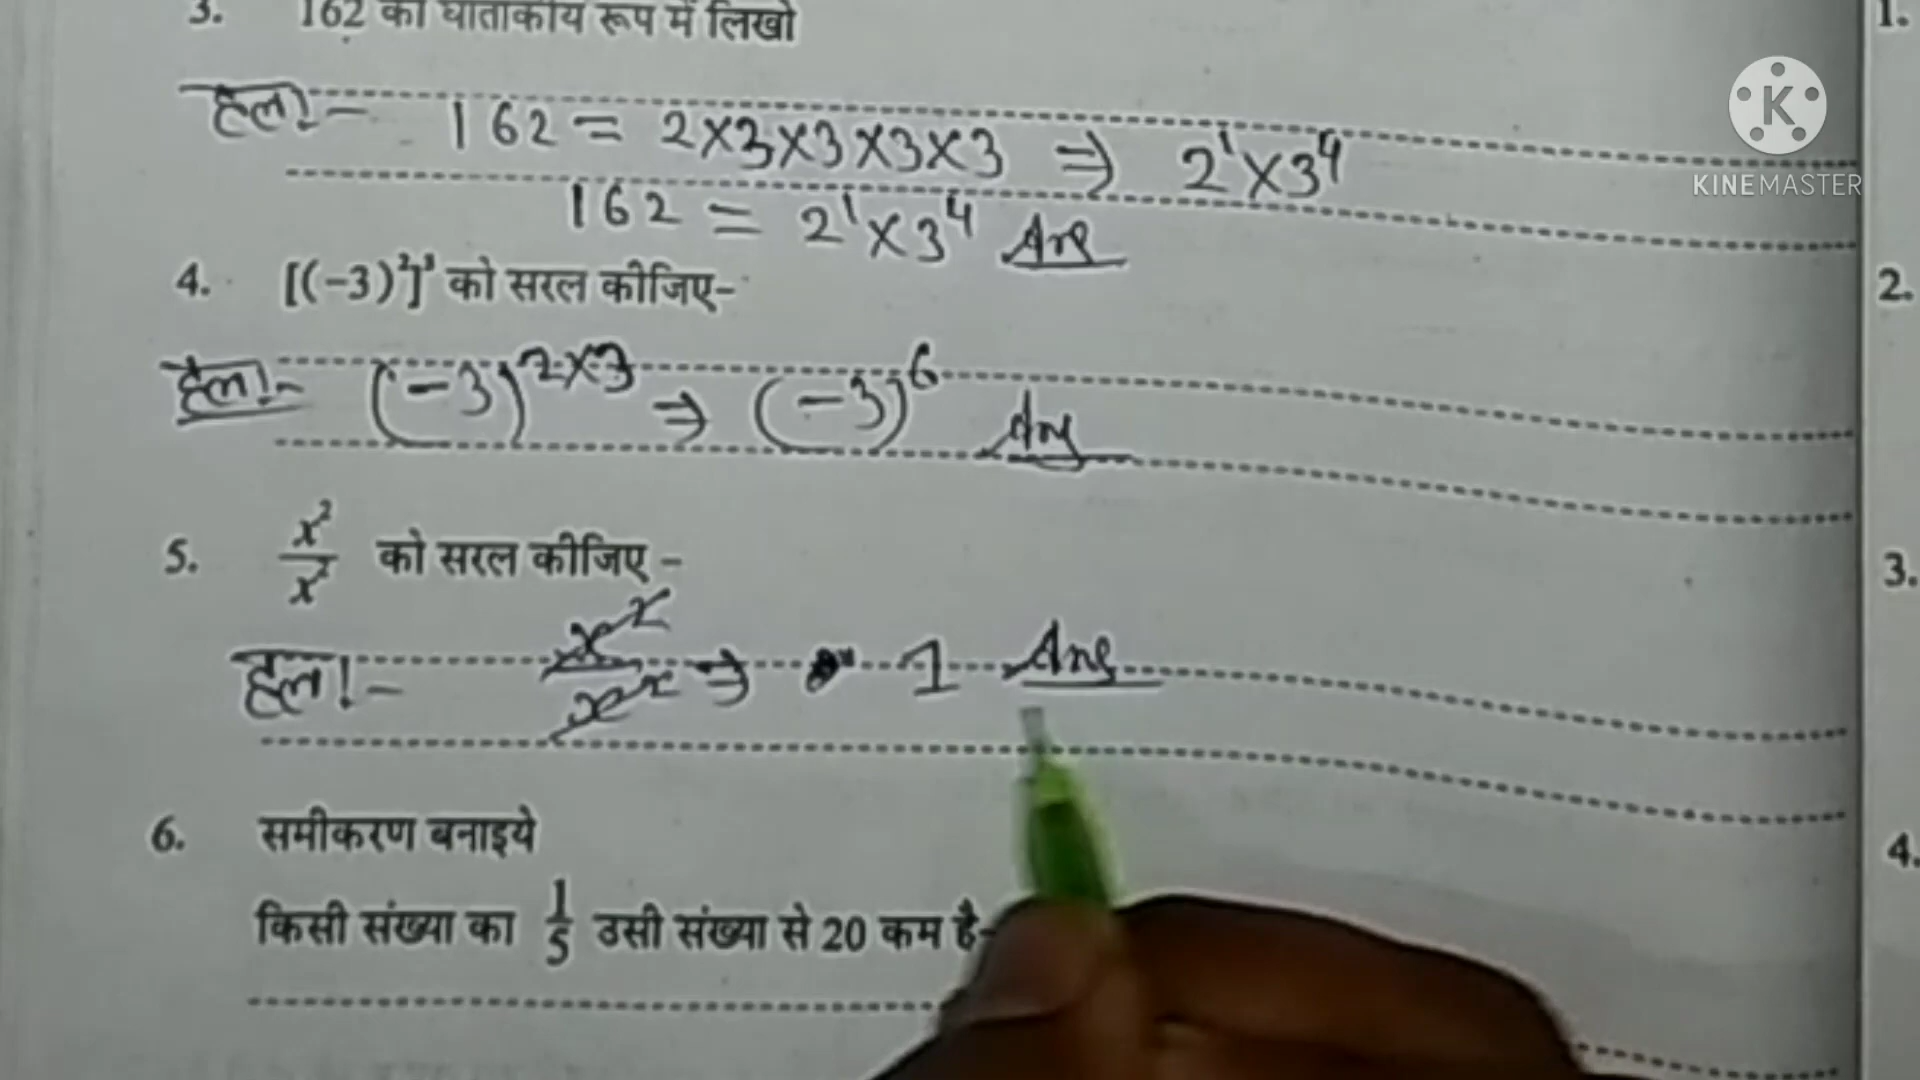 3. 162 को घातांकीय रूप में लिखो
हल:- 162 = 2×3×3×3×3 ⇒ 2¹×3⁴
162 = 2¹×3⁴ Ans
4. [(-3)²]³ को सरल कीजिए-
हल:- (-3)²ˣ³ ⇒ (-3)⁶ Ans
5. x²/x² को सरल कीजिए -
हल:- x²/x² ⇒ 1 Ans
6. समीकरण बनाइये
किसी संख्या का 1/5 उसी संख्या से 20 कम है-
1.
2.
3.
4.
K
KINEMASTER